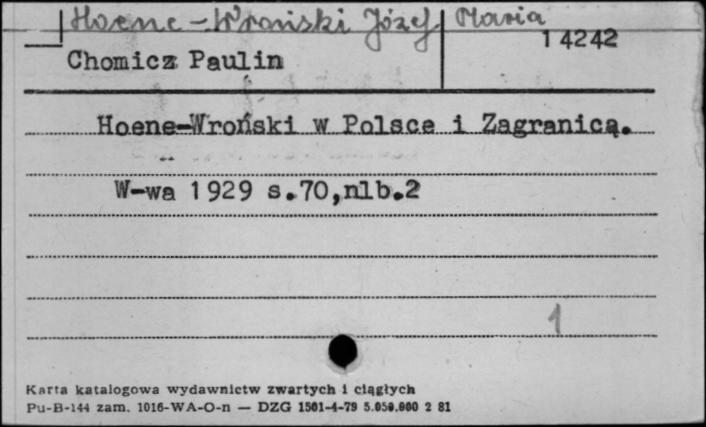 Hoene-Wroński Józef Maria
14242
Chomicz Paulin
Hoene-Wroński w Polsce i Zagranicą.
W-wa 1929 s.70,nlb.2
1
Karta katalogowa wydawnictw zwartych i ciągłych
Pu-B-144 zam. 1016-WA-O-n — DZG 1501-4-79 5.050.000 2 81